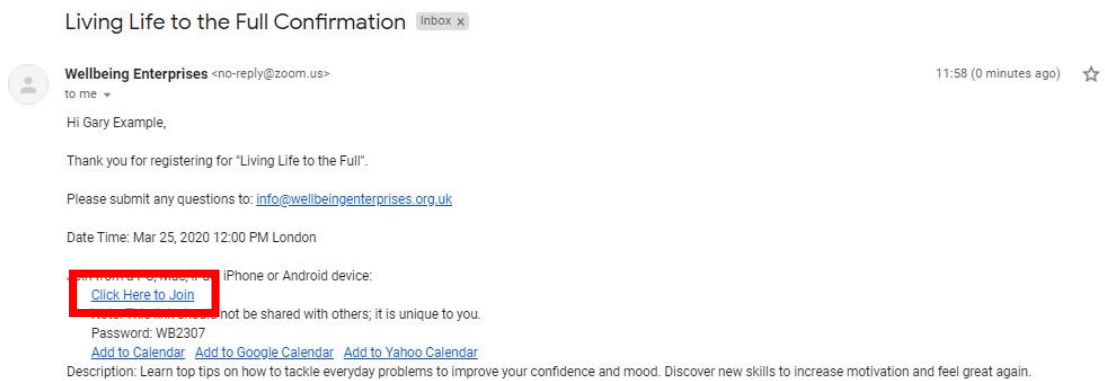 Living Life to the Full Confirmation Inbox x
Wellbeing Enterprises <no-reply@zoom.us> 11:58 (0 minutes ago)
to me
Hi Gary Example,
Thank you for registering for "Living Life to the Full".
Please submit any questions to: info@wellbeingenterprises.org.uk
Date Time: Mar 25, 2020 12:00 PM London
iPhone or Android device:
Click Here to Join
not be shared with others; it is unique to you.
Password: WB2307
Add to Calendar Add to Google Calendar Add to Yahoo Calendar
Description: Learn top tips on how to tackle everyday problems to improve your confidence and mood. Discover new skills to increase motivation and feel great again.